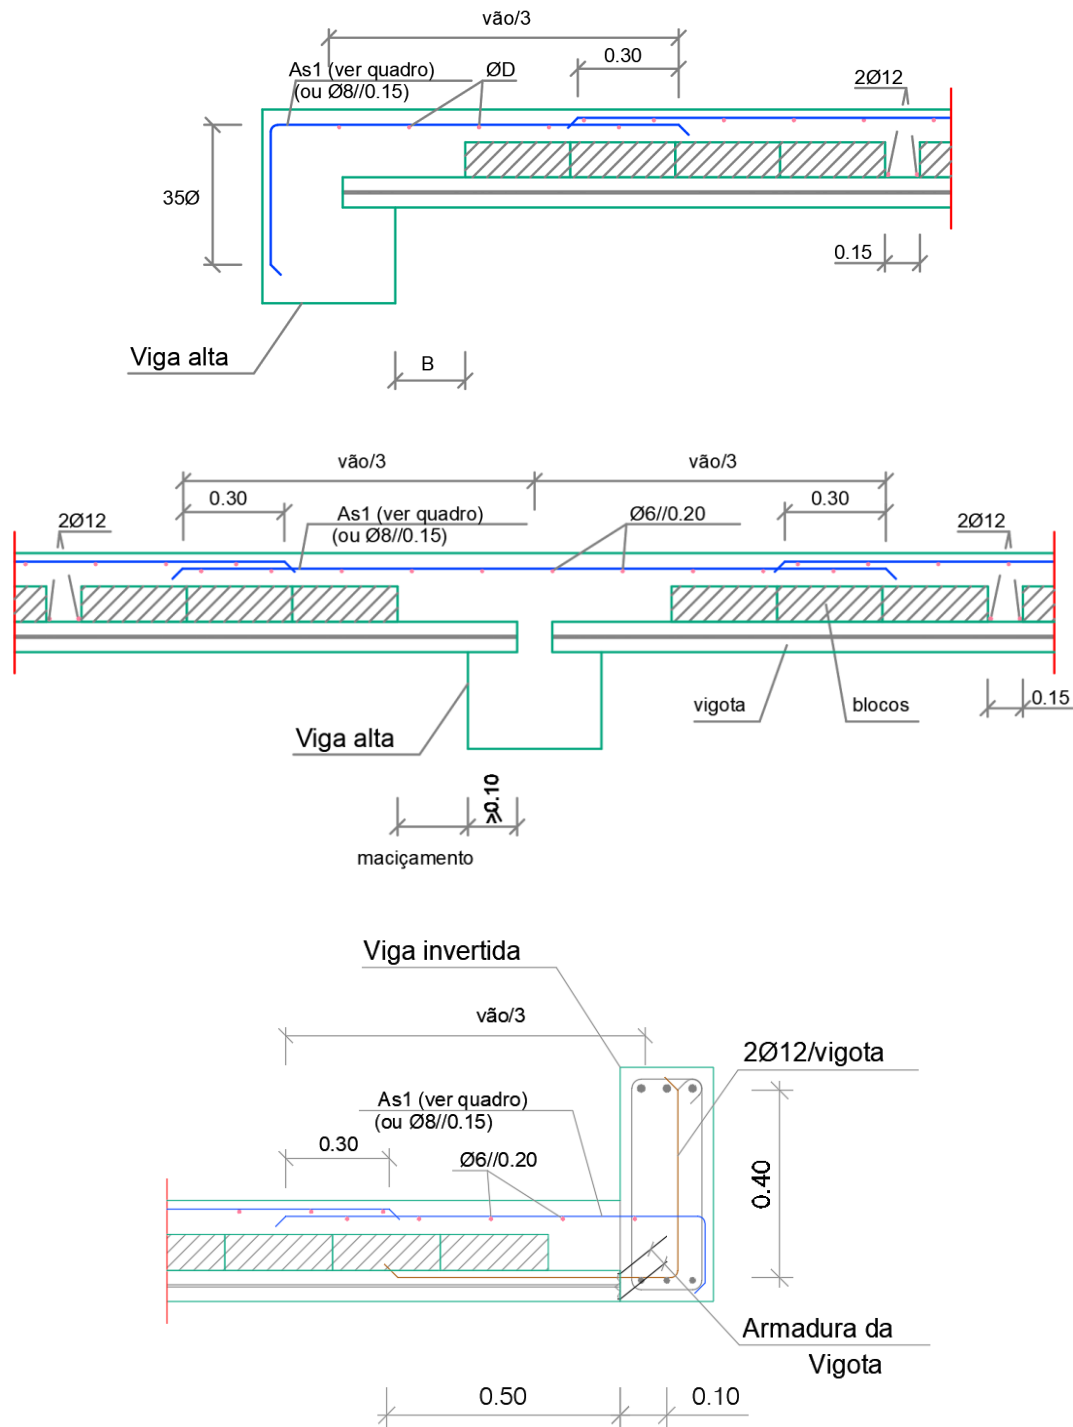 vão/3
0.30
As1 (ver quadro)
(ou Ø8//0.15)
ØD
2Ø12
35Ø
0.15
Viga alta
B
vão/3
vão/3
0.30
0.30
2Ø12
As1 (ver quadro)
(ou Ø8//0.15)
Ø6//0.20
2Ø12
vigota
blocos
0.15
Viga alta
≥0.10
maciçamento
Viga invertida
vão/3
2Ø12/vigota
As1 (ver quadro)
(ou Ø8//0.15)
0.30
Ø6//0.20
0.40
Armadura da
Vigota
0.50
0.10